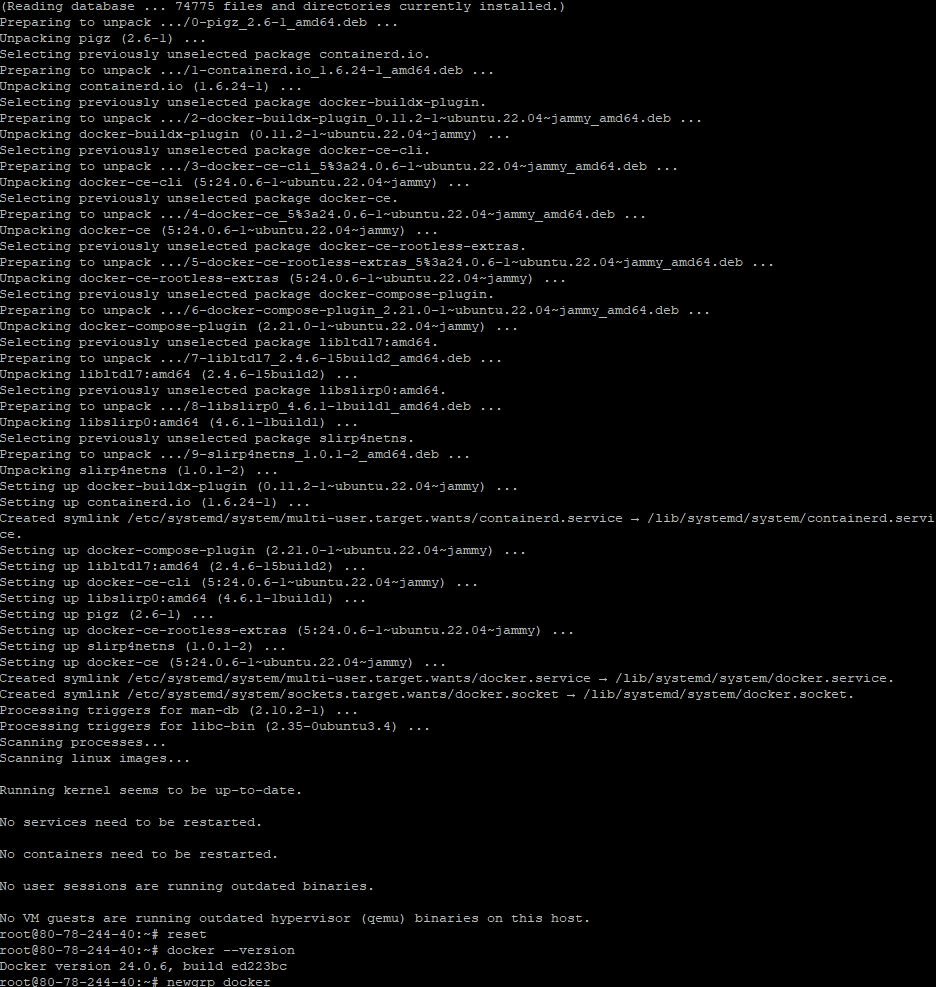 (Reading database ... 74775 files and directories currently installed.)
Preparing to unpack .../0-pigz_2.6-1_amd64.deb ...
Unpacking pigz (2.6-1) ...
Selecting previously unselected package containerd.io.
Preparing to unpack .../1-containerd.io_1.6.24-1_amd64.deb ...
Unpacking containerd.io (1.6.24-1) ...
Selecting previously unselected package docker-buildx-plugin.
Preparing to unpack .../2-docker-buildx-plugin_0.11.2-1~ubuntu.22.04~jammy_amd64.deb ...
Unpacking docker-buildx-plugin (0.11.2-1~ubuntu.22.04~jammy) ...
Selecting previously unselected package docker-ce-cli.
Preparing to unpack .../3-docker-ce-cli_5%3a24.0.6-1~ubuntu.22.04~jammy_amd64.deb ...
Unpacking docker-ce-cli (5:24.0.6-1~ubuntu.22.04~jammy) ...
Selecting previously unselected package docker-ce.
Preparing to unpack .../4-docker-ce_5%3a24.0.6-1~ubuntu.22.04~jammy_amd64.deb ...
Unpacking docker-ce (5:24.0.6-1~ubuntu.22.04~jammy) ...
Selecting previously unselected package docker-ce-rootless-extras.
Preparing to unpack .../5-docker-ce-rootless-extras_5%3a24.0.6-1~ubuntu.22.04~jammy_amd64.deb ...
Unpacking docker-ce-rootless-extras (5:24.0.6-1~ubuntu.22.04~jammy) ...
Selecting previously unselected package docker-compose-plugin.
Preparing to unpack .../6-docker-compose-plugin_2.21.0-1~ubuntu.22.04~jammy_amd64.deb ...
Unpacking docker-compose-plugin (2.21.0-1~ubuntu.22.04~jammy) ...
Selecting previously unselected package libltdl7:amd64.
Preparing to unpack .../7-libltdl7_2.4.6-15build2_amd64.deb ...
Unpacking libltdl7:amd64 (2.4.6-15build2) ...
Selecting previously unselected package libslirp0:amd64.
Preparing to unpack .../8-libslirp0_4.6.1-1build1_amd64.deb ...
Unpacking libslirp0:amd64 (4.6.1-1build1) ...
Selecting previously unselected package slirp4netns.
Preparing to unpack .../9-slirp4netns_1.0.1-2_amd64.deb ...
Unpacking slirp4netns (1.0.1-2) ...
Setting up docker-buildx-plugin (0.11.2-1~ubuntu.22.04~jammy) ...
Setting up containerd.io (1.6.24-1) ...
Created symlink /etc/systemd/system/multi-user.target.wants/containerd.service → /lib/systemd/system/containerd.servi
ce.
Setting up docker-compose-plugin (2.21.0-1~ubuntu.22.04~jammy) ...
Setting up libltdl7:amd64 (2.4.6-15build2) ...
Setting up docker-ce-cli (5:24.0.6-1~ubuntu.22.04~jammy) ...
Setting up libslirp0:amd64 (4.6.1-1build1) ...
Setting up pigz (2.6-1) ...
Setting up docker-ce-rootless-extras (5:24.0.6-1~ubuntu.22.04~jammy) ...
Setting up slirp4netns (1.0.1-2) ...
Setting up docker-ce (5:24.0.6-1~ubuntu.22.04~jammy) ...
Created symlink /etc/systemd/system/multi-user.target.wants/docker.service → /lib/systemd/system/docker.service.
Created symlink /etc/systemd/system/sockets.target.wants/docker.socket → /lib/systemd/system/docker.socket.
Processing triggers for man-db (2.10.2-1) ...
Processing triggers for libc-bin (2.35-0ubuntu3.4) ...
Scanning processes...
Scanning linux images...
Running kernel seems to be up-to-date.
No services need to be restarted.
No containers need to be restarted.
No user sessions are running outdated binaries.
No VM guests are running outdated hypervisor (qemu) binaries on this host.
root@80-78-244-40:~# reset
root@80-78-244-40:~# docker --version
Docker version 24.0.6, build ed223bc
root@80-78-244-40:~# newgrp docker